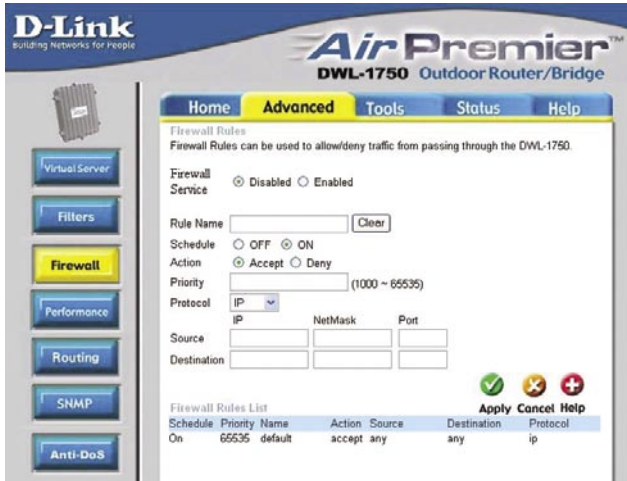 D-Link
Building Networks for People
Air Premier™
DWL-1750 Outdoor Router/Bridge
Home Advanced Tools Status Help
Virtual Server
Filters
Firewall
Performance
Routing
SNMP
Anti-DoS
Firewall Rules
Firewall Rules can be used to allow/deny traffic from passing through the DWL-1750.
Firewall Service Disabled Enabled
Rule Name Clear
Schedule OFF ON
Action Accept Deny
Priority (1000 ~ 65535)
Protocol IP
IP NetMask Port
Source
Destination
Apply Cancel Help
Firewall Rules List
Schedule Priority Name Action Source Destination Protocol
On 65535 default accept any any ip